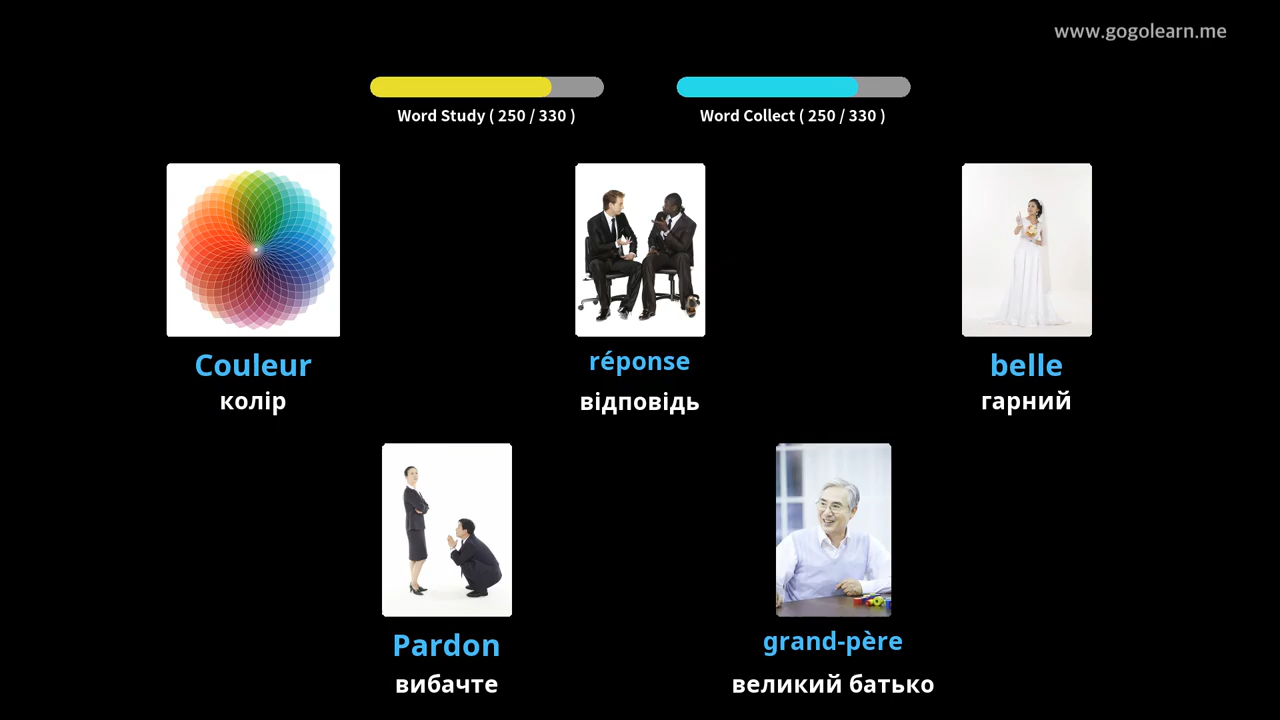 www.gogolearn.me
Word Study ( 250 / 330 )
Word Collect ( 250 / 330 )
Couleur
колір
réponse
відповідь
belle
гарний
Pardon
вибачте
grand-père
великий батько